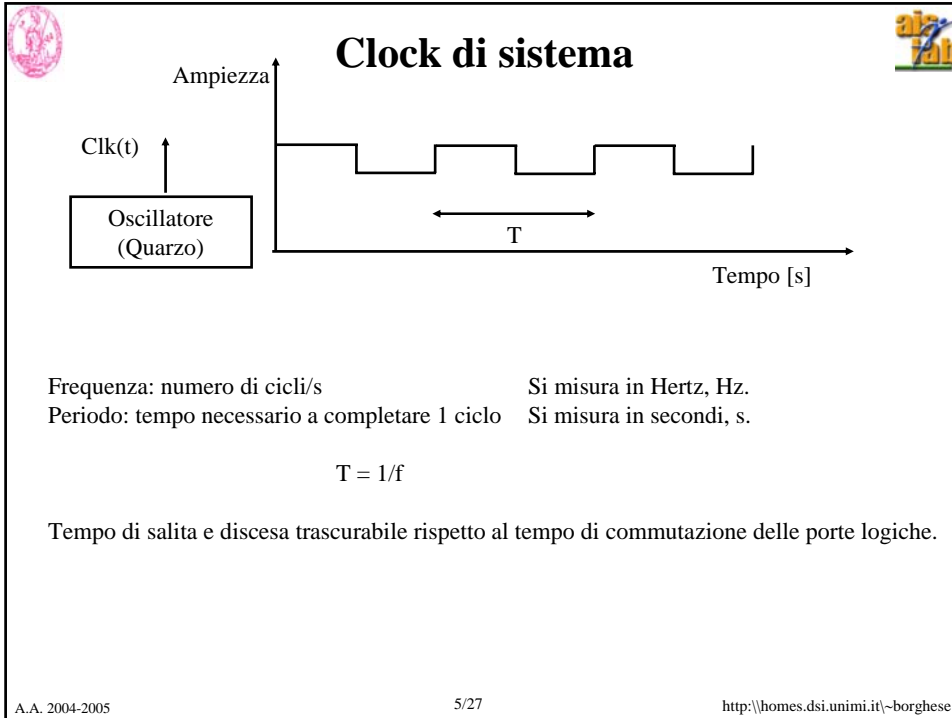 Clock di sistema
ais
lab
Ampiezza
Clk(t)
Oscillatore
(Quarzo)
T
Tempo [s]
Frequenza: numero di cicli/s Si misura in Hertz, Hz.
Periodo: tempo necessario a completare 1 ciclo Si misura in secondi, s.
T = 1/f
Tempo di salita e discesa trascurabile rispetto al tempo di commutazione delle porte logiche.
A.A. 2004-2005 5/27 http:\\homes.dsi.unimi.it\~borghese